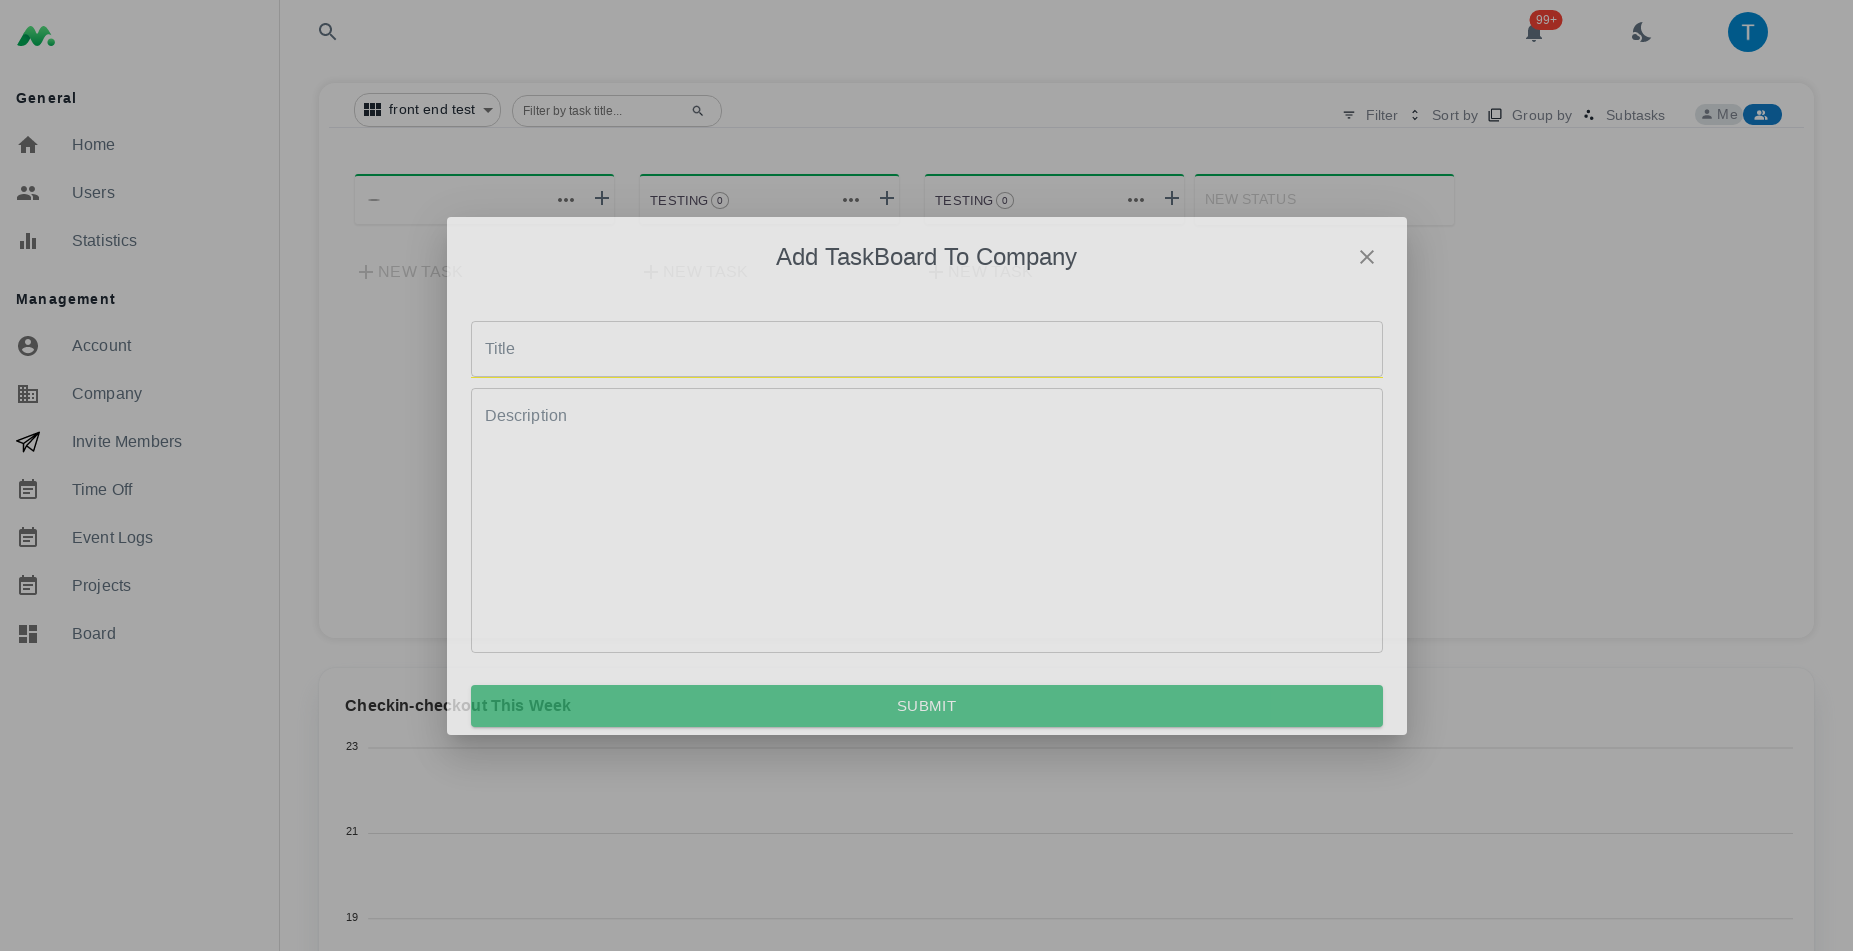 99+
T
General
Home
Users
Statistics
Management
Account
Company
Invite Members
Time Off
Event Logs
Projects
Board
front end test
Filter by task title...
Filter
Sort by
Group by
Subtasks
Me
TESTING 0
TESTING 0
NEW STATUS
NEW TASK
NEW TASK
NEW TASK
Add TaskBoard To Company
Title
Description
SUBMIT
Checkin-checkout This Week
23
21
19